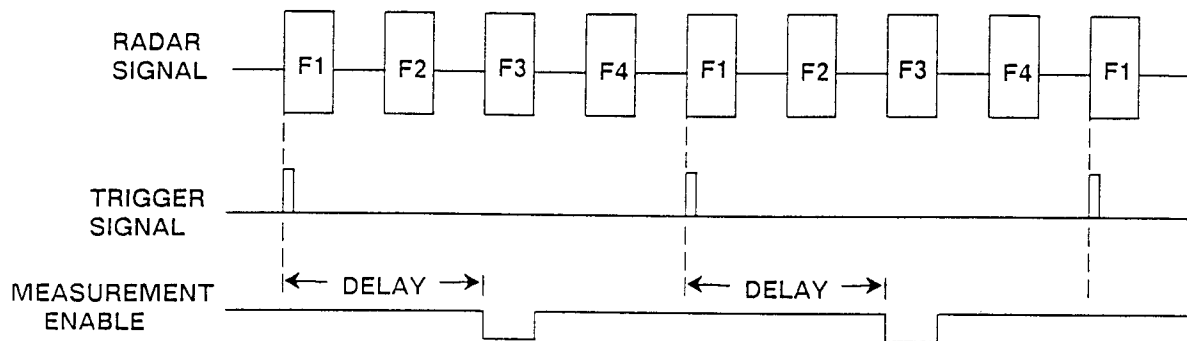 RADAR
SIGNAL
F1 F2 F3 F4 F1 F2 F3 F4 F1
TRIGGER
SIGNAL
MEASUREMENT
ENABLE
DELAY DELAY